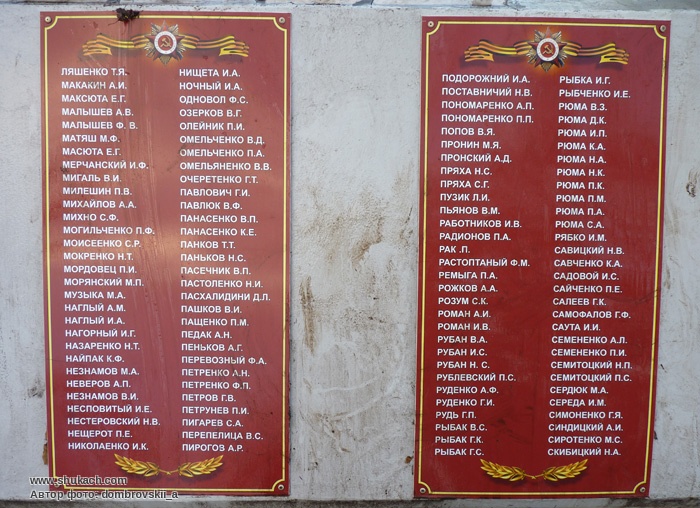 ЛЯШЕНКО Т.Я.
МАКАКИН А.И.
МАКСЮТА Е.Г.
МАЛЫШЕВ А.В.
МАЛЫШЕВ Ф. В.
МАТЯШ М.Ф.
МАСЮТА Е.Г.
МЕРЧАНСКИЙ И.Ф.
МИГАЛЬ В.И.
МИЛЕШИН П.В.
МИХАЙЛОВ А.А.
МИХНО С.Ф.
МОГИЛЬЧЕНКО П.Ф.
МОИСЕЕНКО С.Р.
МОКРЕНКО Н.Т.
МОРДОВЕЦ П.И.
МОРЯНСКИЙ М.П.
МУЗЫКА М.А.
НАГЛЫЙ А.М.
НАГЛЫЙ И.А.
НАГОРНЫЙ И.Г.
НАЗАРЕНКО Н.Т.
НАЙПАК К.Ф.
НЕЗНАМОВ М.А.
НЕВЕРОВ А.П.
НЕЗНАМОВ В.И.
НЕСПОВИТЫЙ И.Е.
НЕСТЕРОВСКИЙ Н.В.
НЕЩЕРОТ П.Е.
НИКОЛАЕНКО И.К.
НИЩЕТА И.А.
НОЧНЫЙ И.А.
ОДНОВОЛ Ф.С.
ОЗЕРКОВ В.Г.
ОЛЕЙНИК П.И.
ОМЕЛЬЧЕНКО В.Д.
ОМЕЛЬЧЕНКО П.А.
ОМЕЛЬЯНЕНКО В.В.
ОЧЕРЕТЕНКО Г.Т.
ПАВЛОВИЧ Г.И.
ПАВЛЮК В.Ф.
ПАНАСЕНКО В.П.
ПАНАСЕНКО К.Е.
ПАНКОВ Т.Т.
ПАНЬКОВ Н.С.
ПАСЕЧНИК В.П.
ПАСТОЛЕНКО Н.И.
ПАСХАЛИДИНИ Д.П.
ПАШКОВ В.И.
ПАЩЕНКО П.М.
ПЕДАК А.Н.
ПЕНЬКОВ А.Г.
ПЕРЕВОЗНЫЙ Ф.А.
ПЕТРЕНКО А.Н.
ПЕТРЕНКО Ф.П.
ПЕТРОВ Г.В.
ПЕТРУНЕВ П.И.
ПИГАРЕВ С.А.
ПЕРЕПЕЛИЦА В.С.
ПИРОГОВ А.Р.
ПОДОРОЖНИЙ И.А.
ПОСТАВНИЧИЙ Н.В.
ПОНОМАРЕНКО А.П.
ПОНОМАРЕНКО П.П.
ПОПОВ В.Я.
ПРОНИН М.Я.
ПРОНСКИЙ А.Д.
ПРЯХА Н.С.
ПРЯХА С.Г.
ПУЗИК Л.И.
ПЬЯНОВ В.М.
РАБОТНИКОВ И.В.
РАДИОНОВ П.А.
РАК .П.
РАСТОПТАНЫЙ Ф.М.
РЕМЫГА П.А.
РОЖКОВ А.А.
РОЗУМ С.К.
РОМАН А.И.
РОМАН И.В.
РУБАН В.А.
РУБАН И.С.
РУБАН Н. С.
РУБЛЕВСКИЙ П.С.
РУДЕНКО А.Ф.
РУДЕНКО Г.И.
РУДЬ Г.П.
РЫБАК В.С.
РЫБАК Г.К.
РЫБАК Г.С.
РЫБКА И.Г.
РЫБЧЕНКО И.Е.
РЮМА В.З.
РЮМА Д.К.
РЮМА И.П.
РЮМА К.А.
РЮМА Н.А.
РЮМА Н.К.
РЮМА П.К.
РЮМА П.М.
РЮМА П.А.
РЮМА С.А.
РЯБКО И.М.
САВИЦКИЙ Н.В.
САВЧЕНКО К.А.
САДОВОЙ И.С.
САЙЧЕНКО П.Е.
САЛЕЕВ Г.К.
САМОФАЛОВ Г.Ф.
САУТА И.И.
СЕМЕНЕНКО А.Л.
СЕМЕНЕНКО П.И.
СЕМИТОЦКИЙ Н.П.
СЕМИТОЦКИЙ П.С.
СЕРДЮК М.А.
СЕРЕДА И.М.
СИМОНЕНКО Г.Я.
СИНДИЦКИЙ А.И.
СИРОТЕНКО М.С.
СКИБИЦКИЙ Н.А.
www.shukach.com
Автор фото-dombrovskii_a